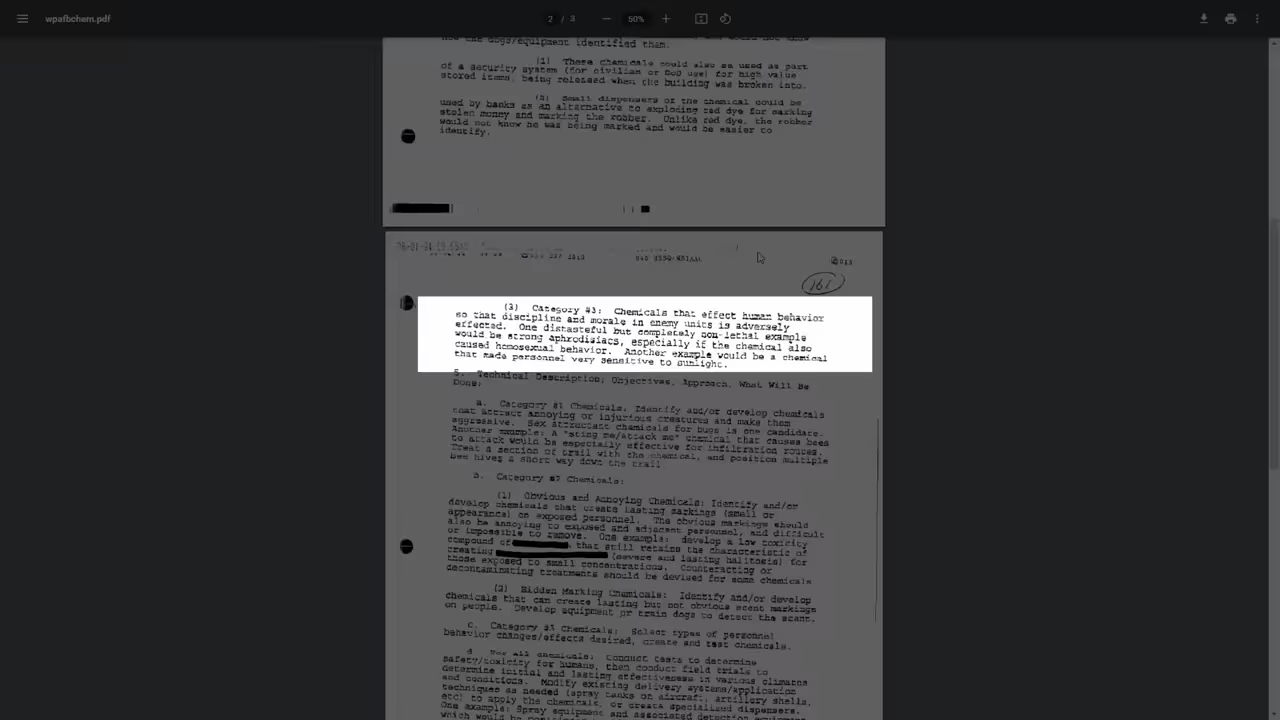 wpafbchem.pdf
2 / 3
50%
the dogs/equipment identified them.
(1) These chemicals could also be used as part
of a security system (for civilian or DoD use) for high value
stored items, being released when the building was broken into.
(2) Small dispensers of the chemical could be
used by banks as an alternative to exploding red dye for marking
stolen money and marking the robber. Unlike red dye, the robber
would not know he was being marked and would be easier to
identify.
161
(3) Category #3: Chemicals that effect human behavior
so that discipline and morale in enemy units is adversely
effected. One distasteful but completely non-lethal example
would be strong aphrodisiacs, especially if the chemical also
caused homosexual behavior. Another example would be a chemical
that made personnel very sensitive to sunlight.
5. Technical Description; Objectives, Approach, What Will Be
Done:
a. Category #1 Chemicals: Identify and/or develop chemicals
that attract annoying or injurious creatures and make them
aggressive. Sex attractant chemicals for bugs is one candidate.
Another example: A "sting me/attack me" chemical that causes bees
to attack would be especially effective for infiltration routes.
Treat a section of trail with the chemical, and position multiple
bee hives a short way down the trail.
b. Category #2 Chemicals:
(1) Obvious and Annoying Chemicals: Identify and/or
develop chemicals that create lasting markings (smell or
appearance) on exposed personnel. The obvious markings should
also be annoying to exposed and adjacent personnel, and difficult
or impossible to remove. One example: develop a low toxicity
compound of that still retains the characteristic of
creating (severe and lasting halitosis) for
those exposed to small concentrations. Counteracting or
decontaminating treatments should be devised for some chemicals
(2) Hidden Marking Chemicals: Identify and/or develop
chemicals that can create lasting but not obvious scent markings
on people. Develop equipment or train dogs to detect the scent.
c. Category #3 Chemicals: Select types of personnel
behavior changes/effects desired, create and test chemicals.
d. For all chemicals: Conduct tests to determine
safety/toxicity for humans, then conduct field trials to
determine initial and lasting effectiveness in various climates
and conditions. Modify existing delivery systems/application
techniques as needed (spray tanks on aircraft, artillery shells,
etc) to apply the chemicals, or create specialized dispensers.
One example: Spray equipment and associated detection equipment
which would be